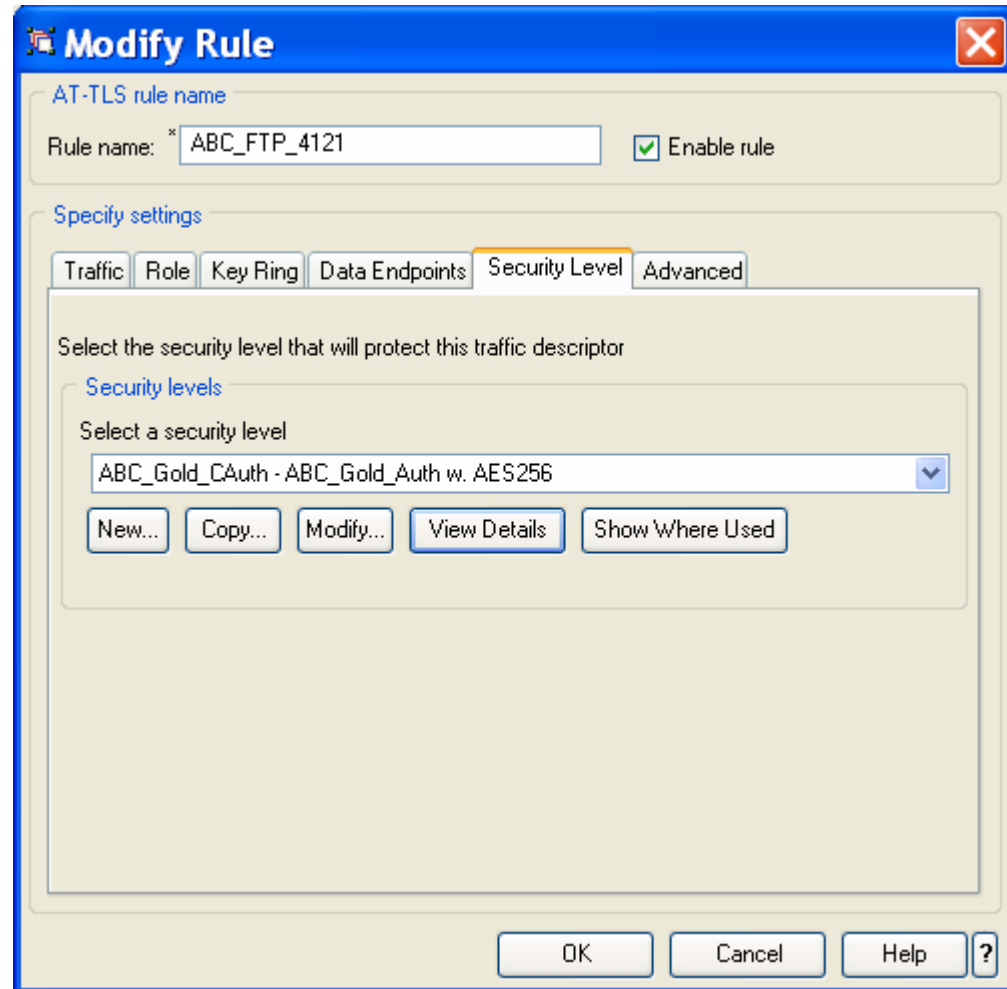 Modify Rule
AT-TLS rule name
Rule name: * ABC_FTP_4121 Enable rule
Specify settings
Traffic Role Key Ring Data Endpoints Security Level Advanced
Select the security level that will protect this traffic descriptor
Security levels
Select a security level
ABC_Gold_CAuth - ABC_Gold_Auth w. AES256
New... Copy... Modify... View Details Show Where Used
OK Cancel Help ?